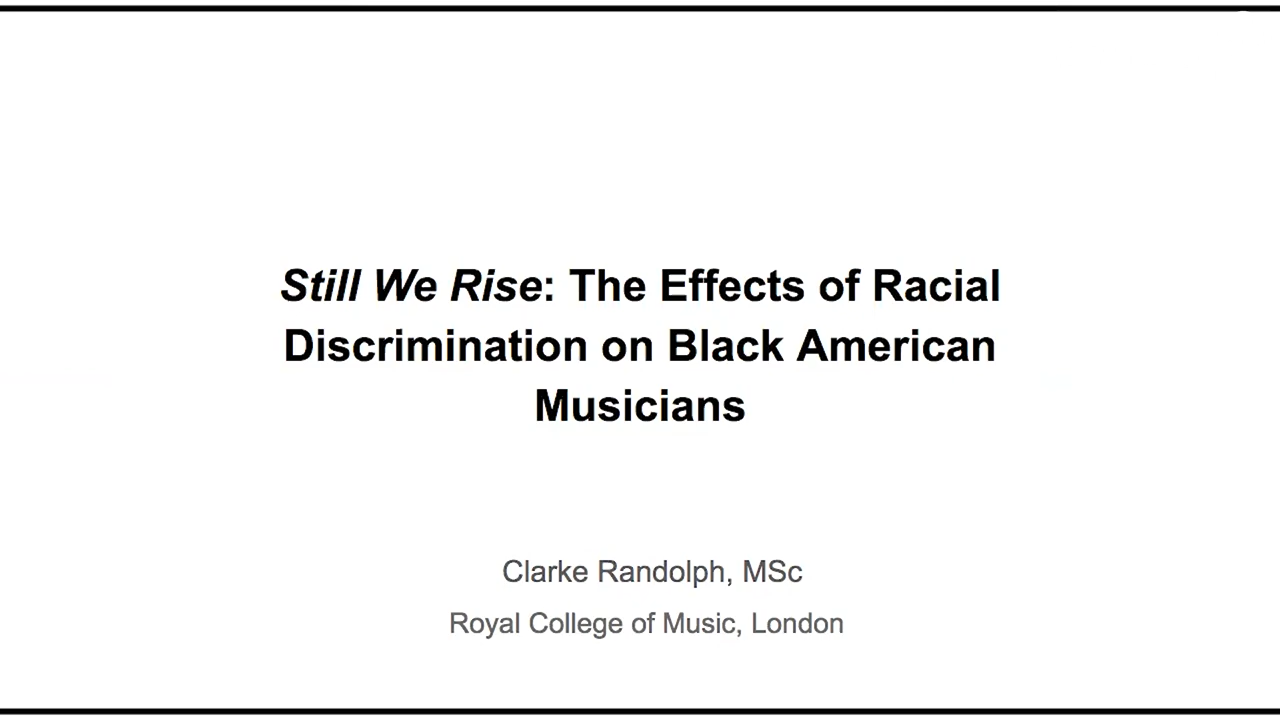 Still We Rise: The Effects of Racial
Discrimination on Black American
Musicians
Clarke Randolph, MSc
Royal College of Music, London